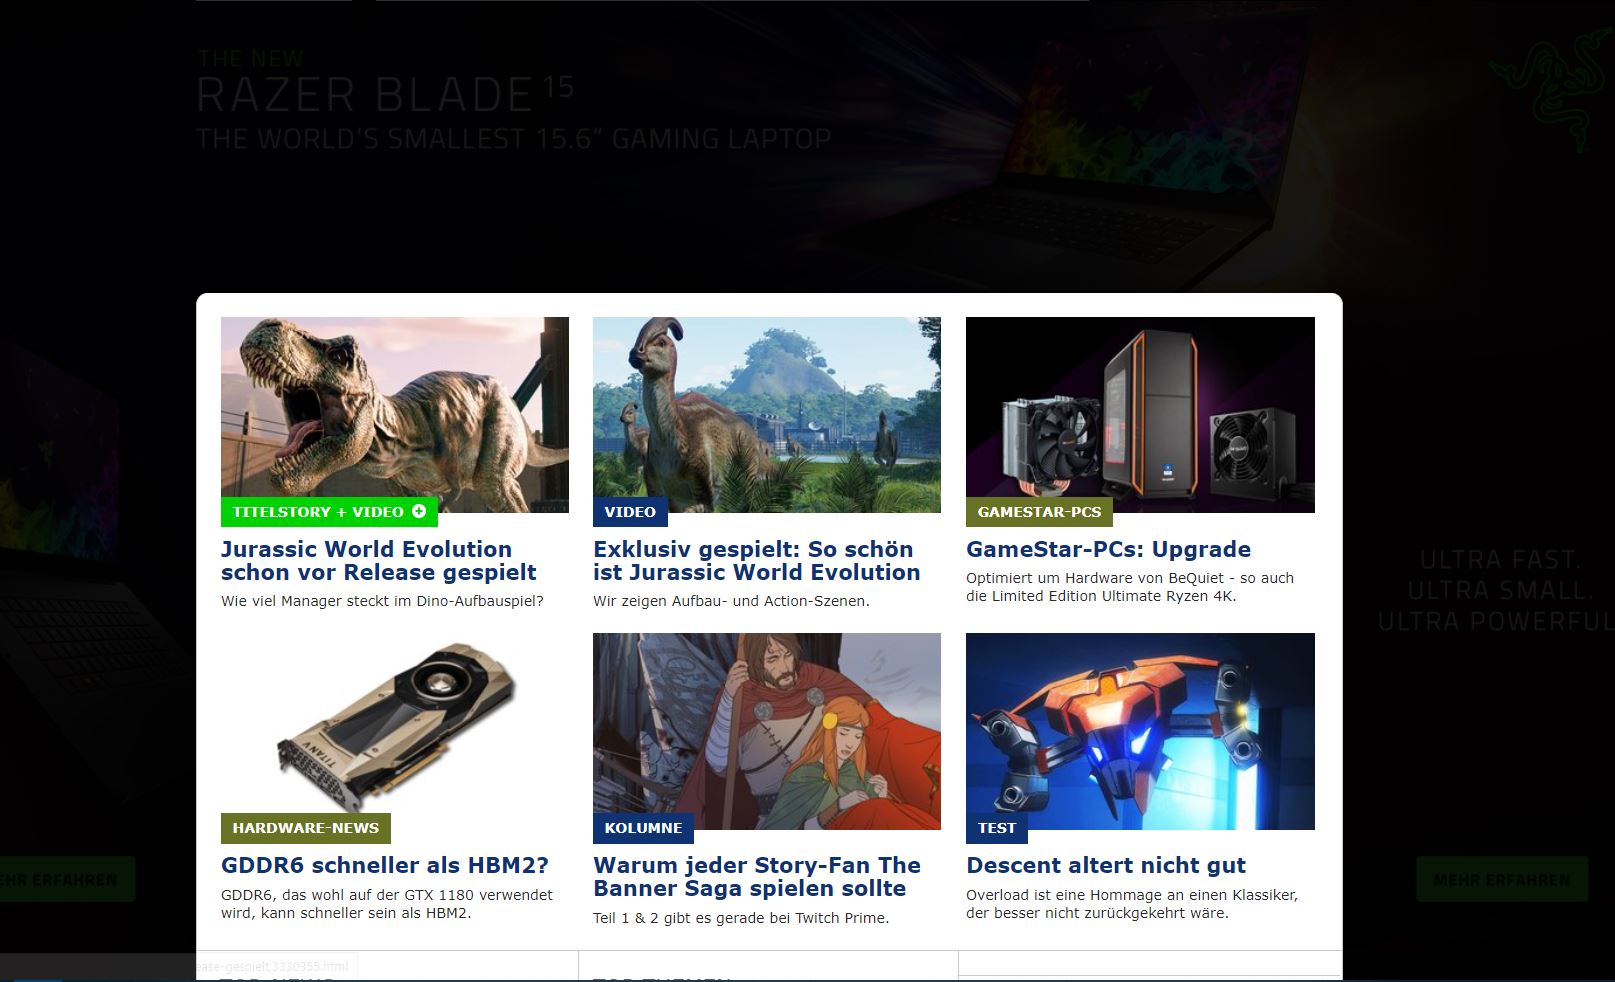 THE NEW
RAZER BLADE 15
THE WORLD'S SMALLEST 15.6" GAMING LAPTOP
TITELSTORY + VIDEO
Jurassic World Evolution
schon vor Release gespielt
Wie viel Manager steckt im Dino-Aufbauspiel?
VIDEO
Exklusiv gespielt: So schön
ist Jurassic World Evolution
Wir zeigen Aufbau- und Action-Szenen.
GAMESTAR-PCS
GameStar-PCs: Upgrade
Optimiert um Hardware von BeQuiet - so auch
die Limited Edition Ultimate Ryzen 4K.
ULTRA FAST.
ULTRA SMALL.
ULTRA POWERFUL
TITAN V
HARDWARE-NEWS
GDDR6 schneller als HBM2?
GDDR6, das wohl auf der GTX 1180 verwendet
wird, kann schneller sein als HBM2.
KOLUMNE
Warum jeder Story-Fan The
Banner Saga spielen sollte
Teil 1 & 2 gibt es gerade bei Twitch Prime.
TEST
Descent altert nicht gut
Overload ist eine Hommage an einen Klassiker,
der besser nicht zurückgekehrt wäre.
EHR ERFAHREN
MEHR ERFAHREN
ease-gespielt,3330355.html